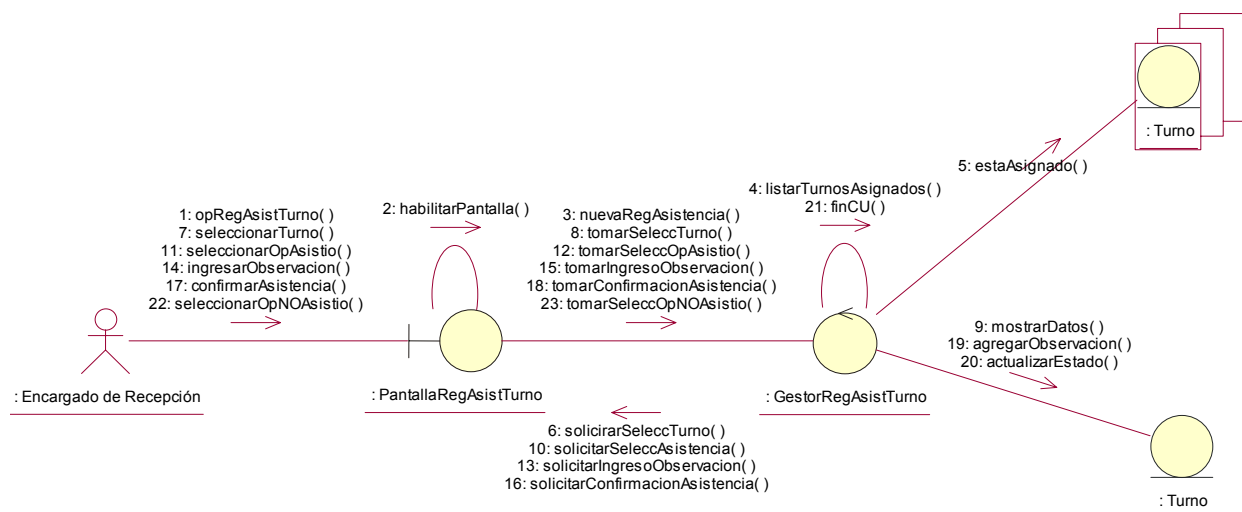 : Turno
5: estaAsignado( )
4: listarTurnosAsignados( )
21: finCU( )
2: habilitarPantalla( )
1: opRegAsistTurno( )
7: seleccionarTurno( )
11: seleccionarOpAsistio( )
14: ingresarObservacion( )
17: confirmarAsistencia( )
22: seleccionarOpNOAsistio( )
3: nuevaRegAsistencia( )
8: tomarSeleccTurno( )
12: tomarSeleccOpAsistio( )
15: tomarIngresoObservacion( )
18: tomarConfirmacionAsistencia( )
23: tomarSeleccOpNOAsistio( )
9: mostrarDatos( )
19: agregarObservacion( )
20: actualizarEstado( )
: Encargado de Recepción
: PantallaRegAsistTurno
: GestorRegAsistTurno
6: solicirarSeleccTurno( )
10: solicitarSeleccAsistencia( )
13: solicitarIngresoObservacion( )
16: solicitarConfirmacionAsistencia( )
: Turno